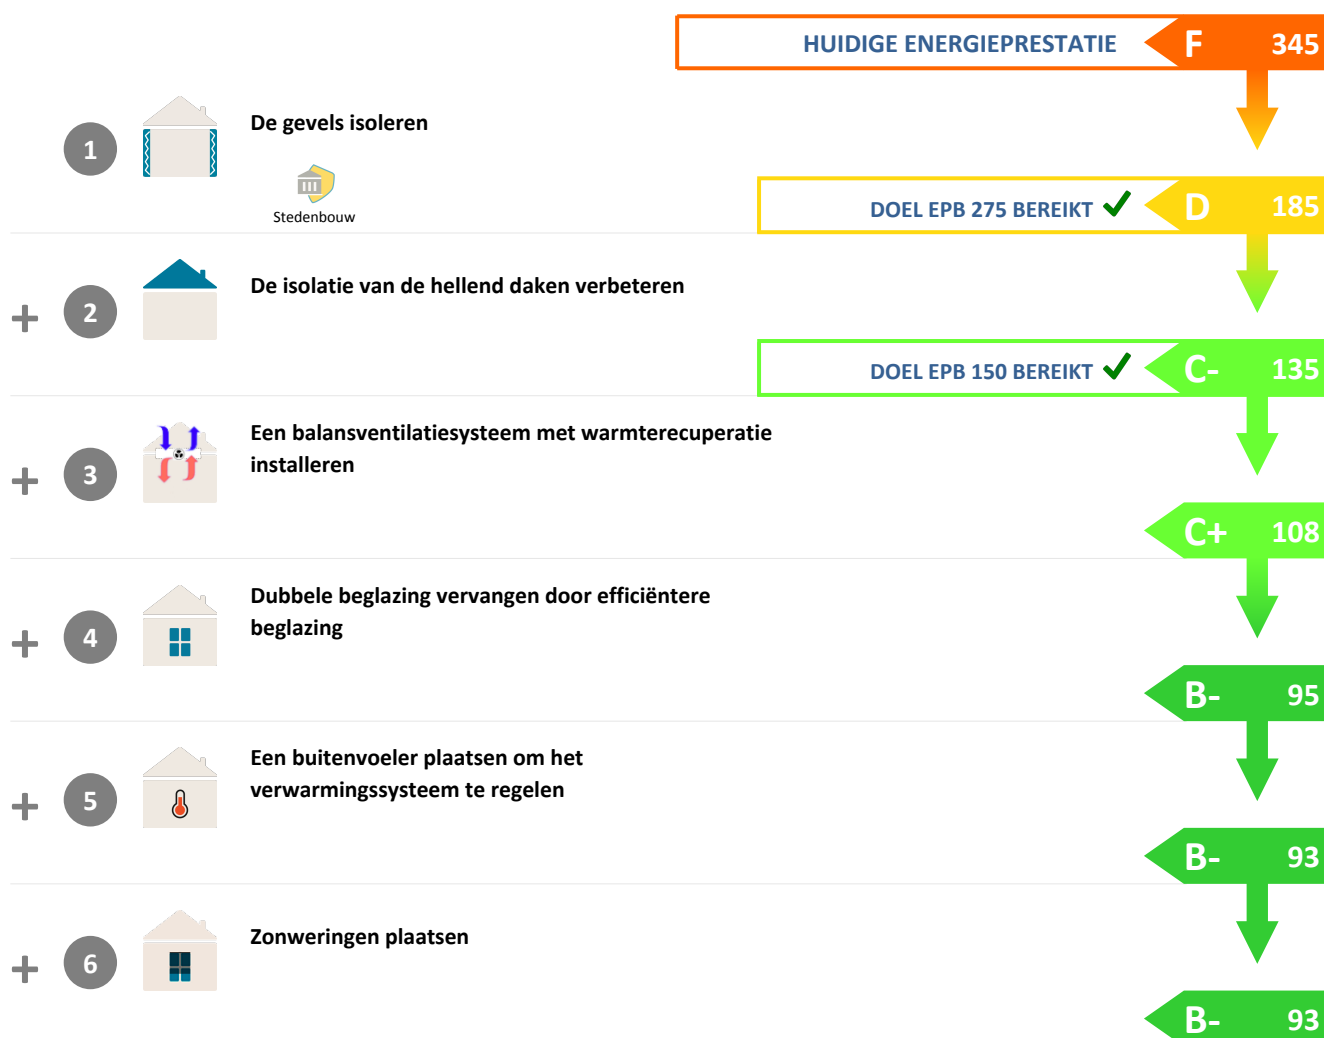 HUIDIGE ENERGIEPRESTATIE F 345
1 De gevels isoleren
Stedenbouw
DOEL EPB 275 BEREIKT D 185
+ 2 De isolatie van de hellend daken verbeteren
DOEL EPB 150 BEREIKT C- 135
Een balansventilatiesysteem met warmterecuperatie
+ 3 installeren
C+ 108
Dubbele beglazing vervangen door efficiëntere
+ 4 beglazing
B- 95
Een buitenvoeler plaatsen om het
+ 5 verwarmingssysteem te regelen
B- 93
+ 6 Zonweringen plaatsen
B- 93